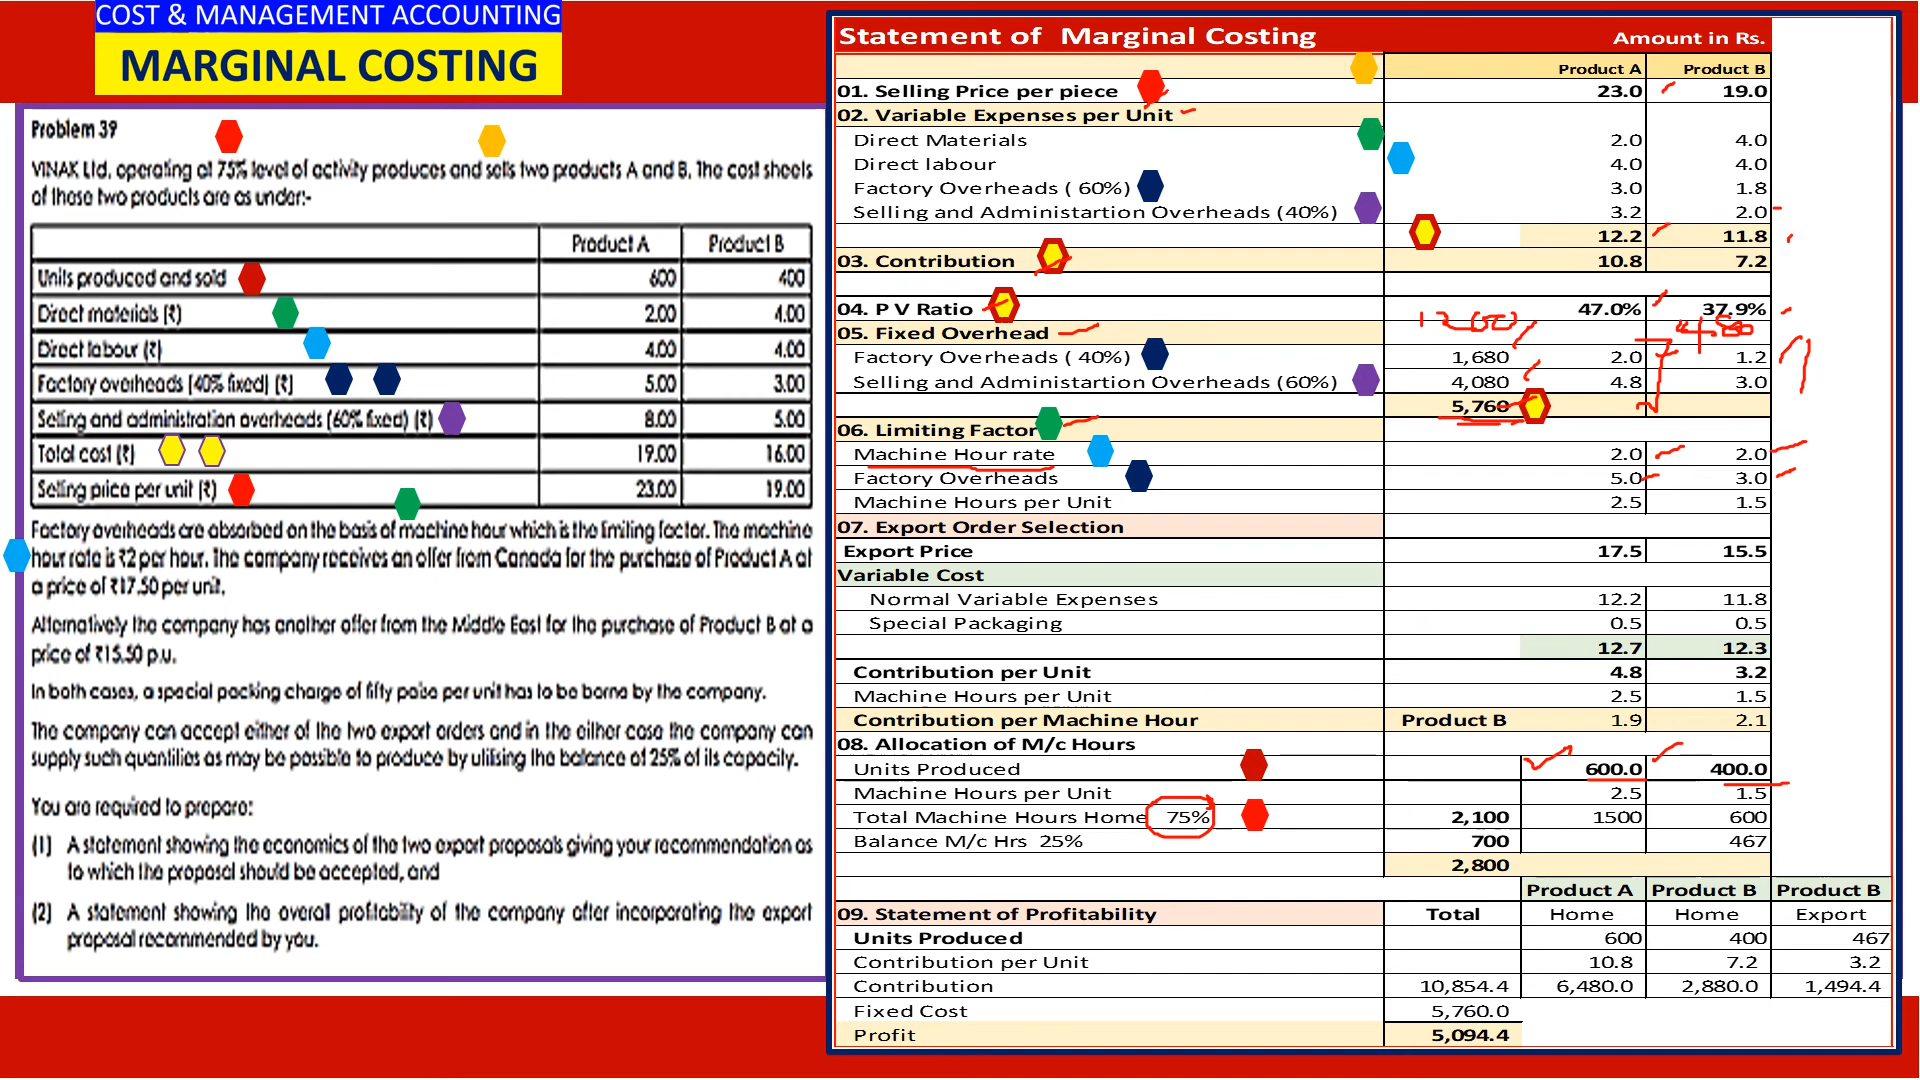 COST & MANAGEMENT ACCOUNTING
MARGINAL COSTING
Problem 39
VINAK Ltd. operating at 75% level of activity produces and sells two products A and B. The cost sheets
of these two products are as under:-
Product A Product B
Units produced and sold 600 400
Direct materials (₹) 2.00 4.00
Direct labour (₹) 4.00 4.00
Factory overheads (40% fixed) (₹) 5.00 3.00
Selling and administration overheads (60% fixed) (₹) 8.00 5.00
Total cost (₹) 19.00 16.00
Selling price per unit (₹) 23.00 19.00
Factory overheads are absorbed on the basis of machine hour which is the limiting factor. The machine
hour rate is ₹2 per hour. The company receives an offer from Canada for the purchase of Product A at
a price of ₹17.50 per unit.
Alternatively the company has another offer from the Middle East for the purchase of Product B at a
price of ₹15.50 p.u.
In both cases, a special packing charge of fifty paise per unit has to be borne by the company.
The company can accept either of the two export orders and in the either case the company can
supply such quantities as may be possible to produce by utilising the balance of 25% of its capacity.
You are required to prepare:
(1) A statement showing the economics of the two export proposals giving your recommendation as
to which the proposal should be accepted, and
(2) A statement showing the overall profitability of the company after incorporating the export
proposal recommended by you.
Statement of Marginal Costing Amount in Rs.
Product A Product B
01. Selling Price per piece 23.0 19.0
02. Variable Expenses per Unit
Direct Materials 2.0 4.0
Direct labour 4.0 4.0
Factory Overheads ( 60%) 3.0 1.8
Selling and Administartion Overheads (40%) 3.2 2.0
12.2 11.8
03. Contribution 10.8 7.2
04. P V Ratio 47.0% 37.9%
05. Fixed Overhead
Factory Overheads ( 40%) 1,680 2.0 1.2
Selling and Administartion Overheads (60%) 4,080 4.8 3.0
5,760
06. Limiting Factor
Machine Hour rate 2.0 2.0
Factory Overheads 5.0 3.0
Machine Hours per Unit 2.5 1.5
07. Export Order Selection
Export Price 17.5 15.5
Variable Cost
Normal Variable Expenses 12.2 11.8
Special Packaging 0.5 0.5
12.7 12.3
Contribution per Unit 4.8 3.2
Machine Hours per Unit 2.5 1.5
Contribution per Machine Hour Product B 1.9 2.1
08. Allocation of M/c Hours
Units Produced 600.0 400.0
Machine Hours per Unit 2.5 1.5
Total Machine Hours Home 75% 2,100 1500 600
Balance M/c Hrs 25% 700 467
2,800
Product A Product B Product B
09. Statement of Profitability Total Home Home Export
Units Produced 600 400 467
Contribution per Unit 10.8 7.2 3.2
Contribution 10,854.4 6,480.0 2,880.0 1,494.4
Fixed Cost 5,760.0
Profit 5,094.4